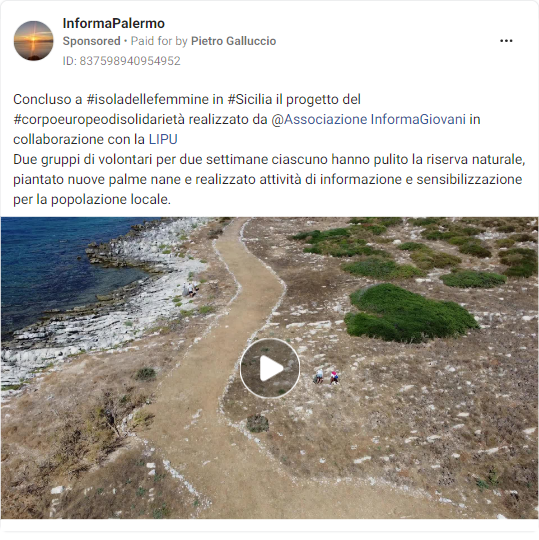 InformaPalermo
Sponsored • Paid for by Pietro Galluccio
ID: 837598940954952
Concluso a #isoladellefemmine in #Sicilia il progetto del
#corpoeuropeodisolidarietà realizzato da @Associazione InformaGiovani in
collaborazione con la LIPU
Due gruppi di volontari per due settimane ciascuno hanno pulito la riserva naturale,
piantato nuove palme nane e realizzato attività di informazione e sensibilizzazione
per la popolazione locale.